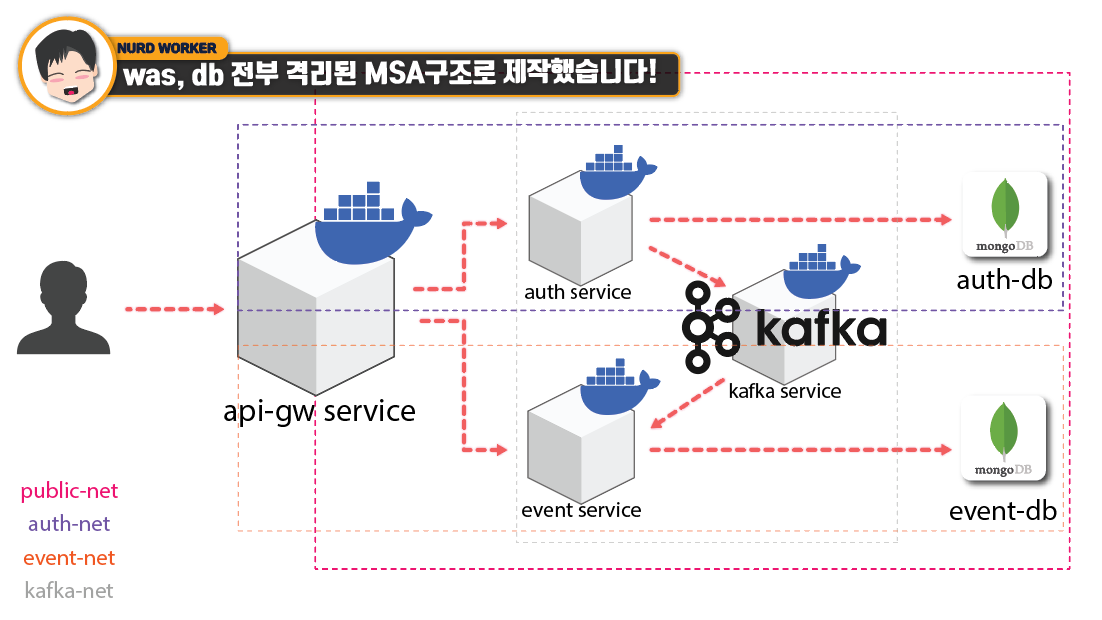 NURD WORKER
was, db 전부 격리된 MSA구조로 제작했습니다!
mongoDB
auth-db
auth service
kafka
kafka service
api-gw service
mongoDB
event-db
event service
public-net
auth-net
event-net
kafka-net